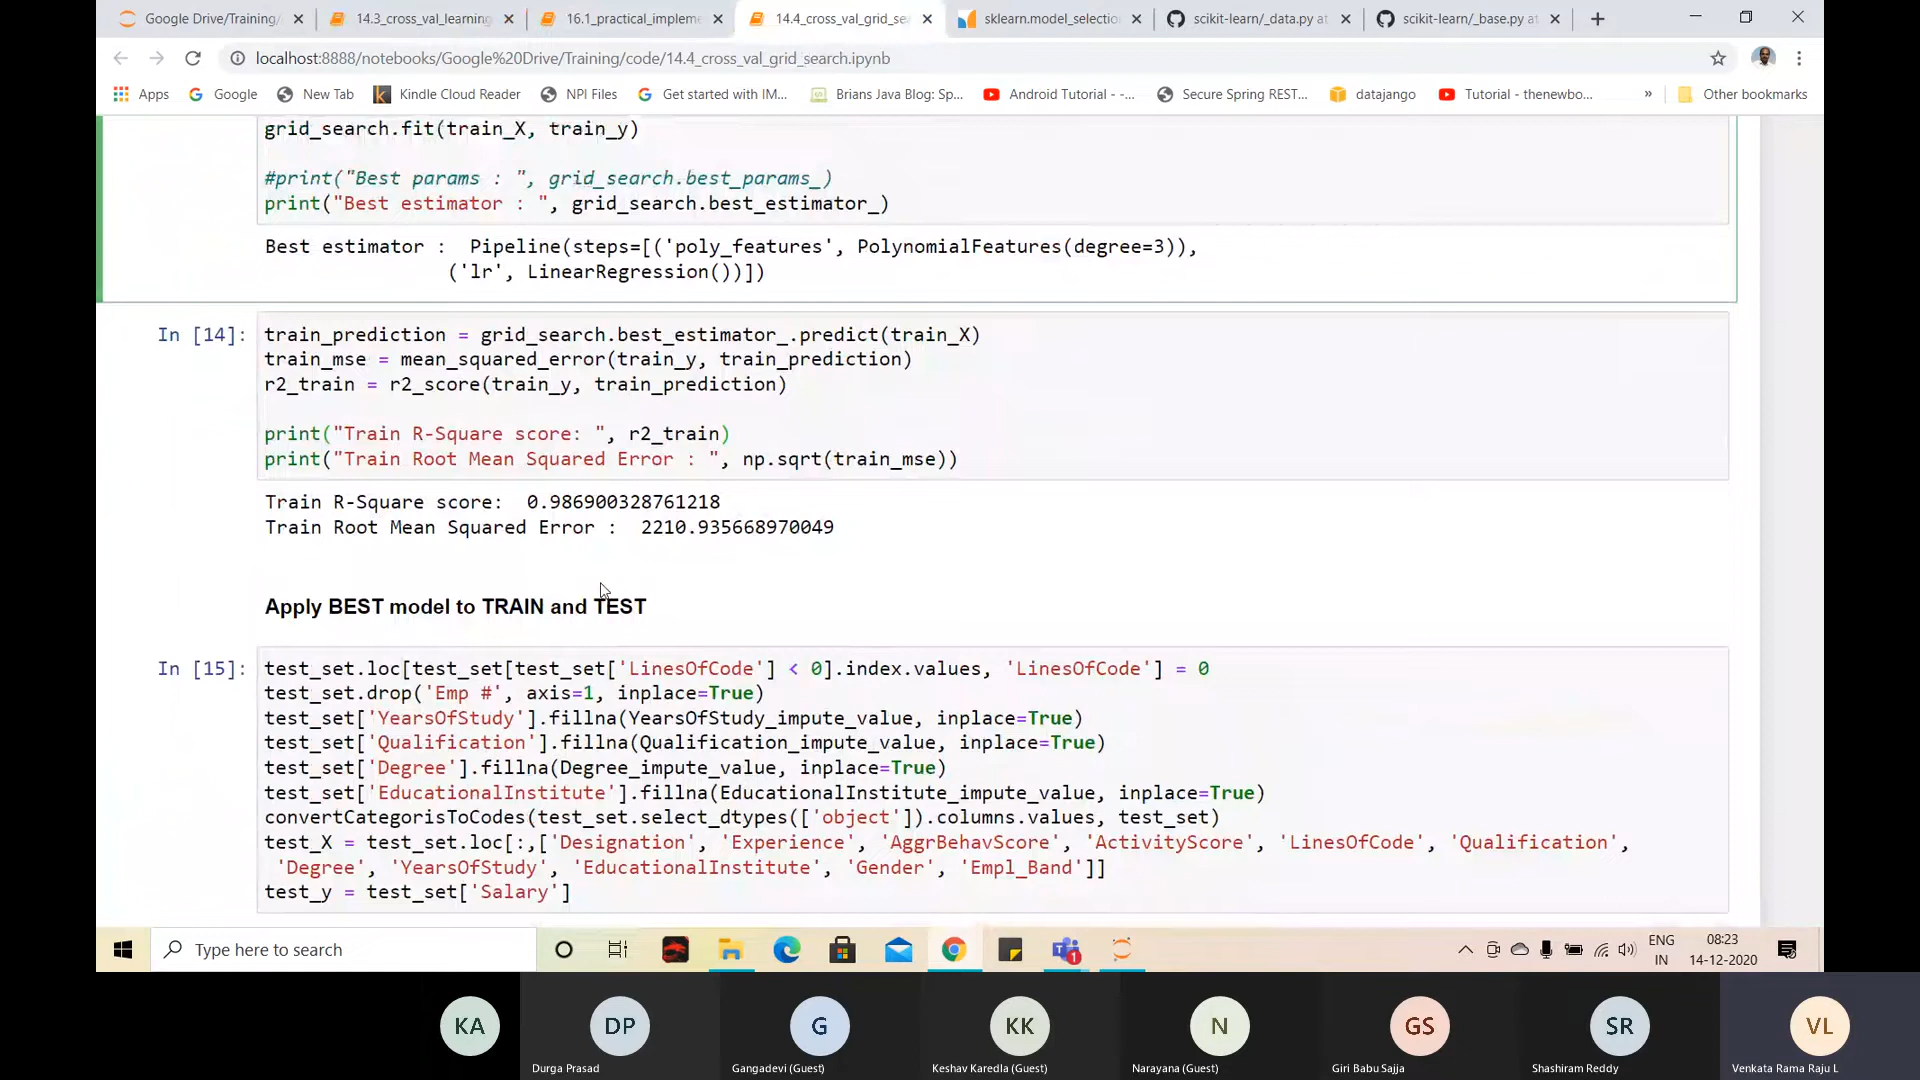 Google Drive/Training/
14.3_cross_val_learning
16.1_practical_impleme
14.4_cross_val_grid_sea
sklearn.model_selectio
scikit-learn/_data.py at
scikit-learn/_base.py at
localhost:8888/notebooks/Google%20Drive/Training/code/14.4_cross_val_grid_search.ipynb
Apps
Google
New Tab
Kindle Cloud Reader
NPI Files
Get started with IM...
Brians Java Blog: Sp...
Android Tutorial - -...
Secure Spring REST...
datajango
Tutorial - thenewbo...
»
Other bookmarks
grid_search.fit(train_X, train_y)
#print("Best params : ", grid_search.best_params_)
print("Best estimator : ", grid_search.best_estimator_)
Best estimator :  Pipeline(steps=[('poly_features', PolynomialFeatures(degree=3)),
('lr', LinearRegression())])
In [14]:
train_prediction = grid_search.best_estimator_.predict(train_X)
train_mse = mean_squared_error(train_y, train_prediction)
r2_train = r2_score(train_y, train_prediction)
print("Train R-Square score: ", r2_train)
print("Train Root Mean Squared Error : ", np.sqrt(train_mse))
Train R-Square score:  0.986900328761218
Train Root Mean Squared Error :  2210.935668970049
Apply BEST model to TRAIN and TEST
In [15]:
test_set.loc[test_set[test_set['LinesOfCode'] < 0].index.values, 'LinesOfCode'] = 0
test_set.drop('Emp #', axis=1, inplace=True)
test_set['YearsOfStudy'].fillna(YearsOfStudy_impute_value, inplace=True)
test_set['Qualification'].fillna(Qualification_impute_value, inplace=True)
test_set['Degree'].fillna(Degree_impute_value, inplace=True)
test_set['EducationalInstitute'].fillna(EducationalInstitute_impute_value, inplace=True)
convertCategorisToCodes(test_set.select_dtypes(['object']).columns.values, test_set)
test_X = test_set.loc[:,['Designation', 'Experience', 'AggrBehavScore', 'ActivityScore', 'LinesOfCode', 'Qualification',
'Degree', 'YearsOfStudy', 'EducationalInstitute', 'Gender', 'Empl_Band']]
test_y = test_set['Salary']
Type here to search
1
ENG
IN
08:23
14-12-2020
KA
DP
G
KK
N
GS
SR
VL
Durga Prasad
Gangadevi (Guest)
Keshav Karedla (Guest)
Narayana (Guest)
Giri Babu Sajja
Shashiram Reddy
Venkata Rama Raju L